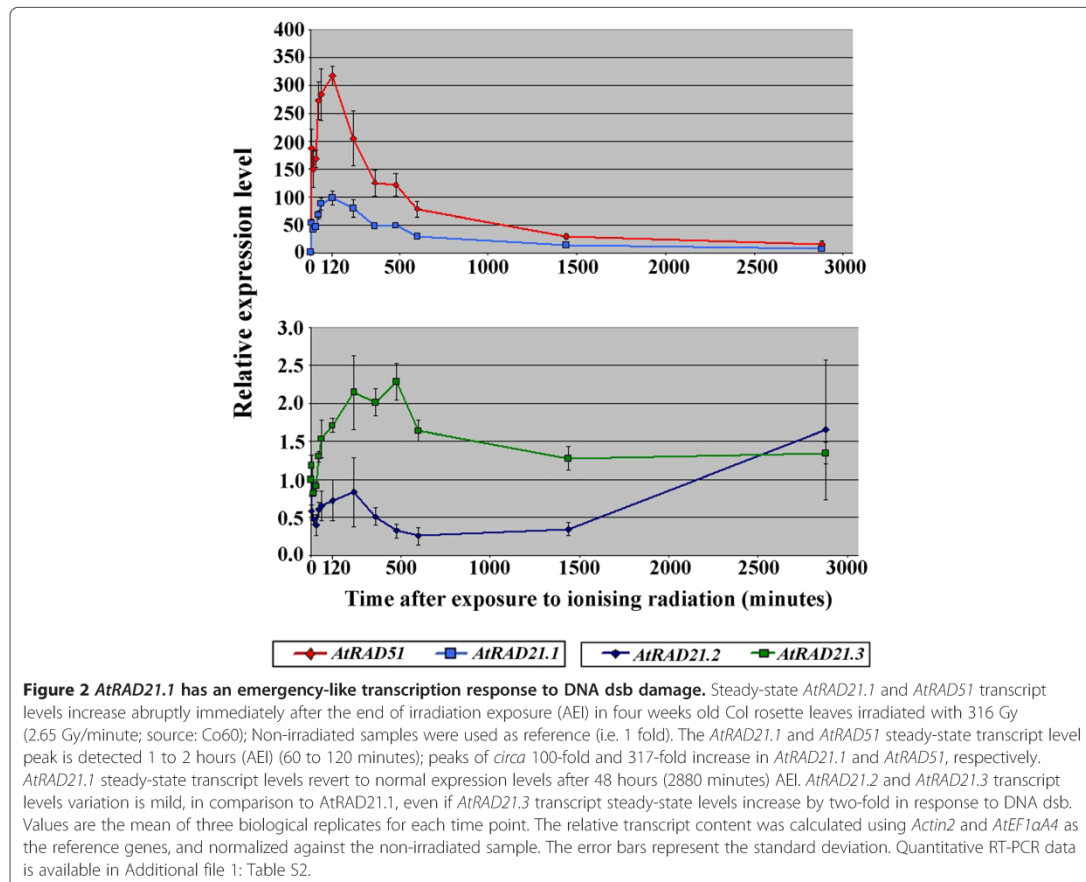 400
350
300
250
200
150
100
50
0
Relative expression level
0 120 500 1000 1500 2000 2500 3000
3.0
2.5
2.0
1.5
1.0
0.5
0.0
0 120 500 1000 1500 2000 2500 3000
Time after exposure to ionising radiation (minutes)
AtRAD51 AtRAD21.1 AtRAD21.2 AtRAD21.3
Figure 2 AtRAD21.1 has an emergency-like transcription response to DNA dsb damage. Steady-state AtRAD21.1 and AtRAD51 transcript
levels increase abruptly immediately after the end of irradiation exposure (AEI) in four weeks old Col rosette leaves irradiated with 316 Gy
(2.65 Gy/minute; source: Co60); Non-irradiated samples were used as reference (i.e. 1 fold). The AtRAD21.1 and AtRAD51 steady-state transcript level
peak is detected 1 to 2 hours (AEI) (60 to 120 minutes); peaks of circa 100-fold and 317-fold increase in AtRAD21.1 and AtRAD51, respectively.
AtRAD21.1 steady-state transcript levels revert to normal expression levels after 48 hours (2880 minutes) AEI. AtRAD21.2 and AtRAD21.3 transcript
levels variation is mild, in comparison to AtRAD21.1, even if AtRAD21.3 transcript steady-state levels increase by two-fold in response to DNA dsb.
Values are the mean of three biological replicates for each time point. The relative transcript content was calculated using Actin2 and AtEF1αA4 as
the reference genes, and normalized against the non-irradiated sample. The error bars represent the standard deviation. Quantitative RT-PCR data
is available in Additional file 1: Table S2.